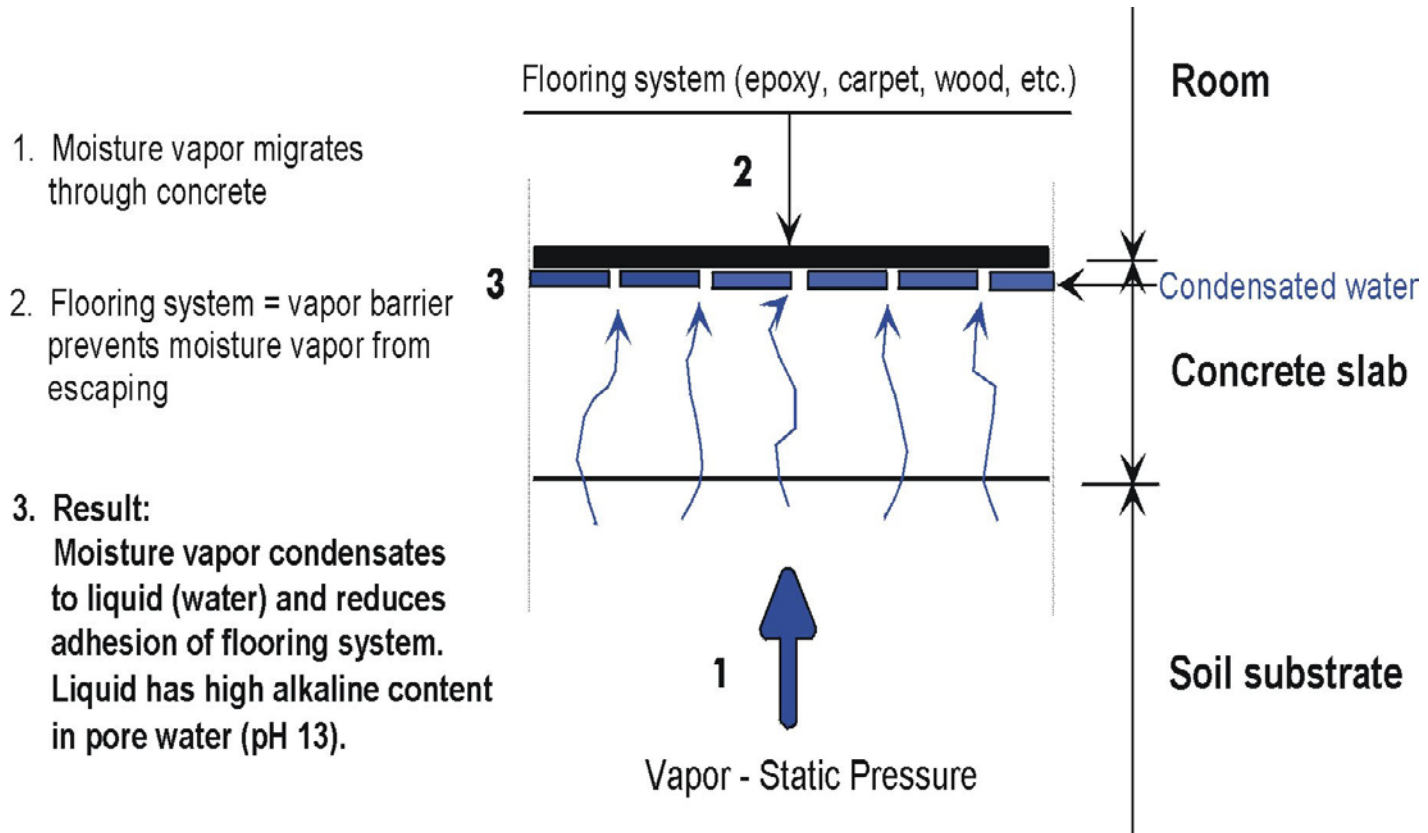 Flooring system (epoxy, carpet, wood, etc.)
Room
1. Moisture vapor migrates
through concrete
2
3
Condensated water
2. Flooring system = vapor barrier
prevents moisture vapor from
escaping
Concrete slab
3. Result:
Moisture vapor condensates
to liquid (water) and reduces
adhesion of flooring system.
Liquid has high alkaline content
in pore water (pH 13).
1
Soil substrate
Vapor - Static Pressure